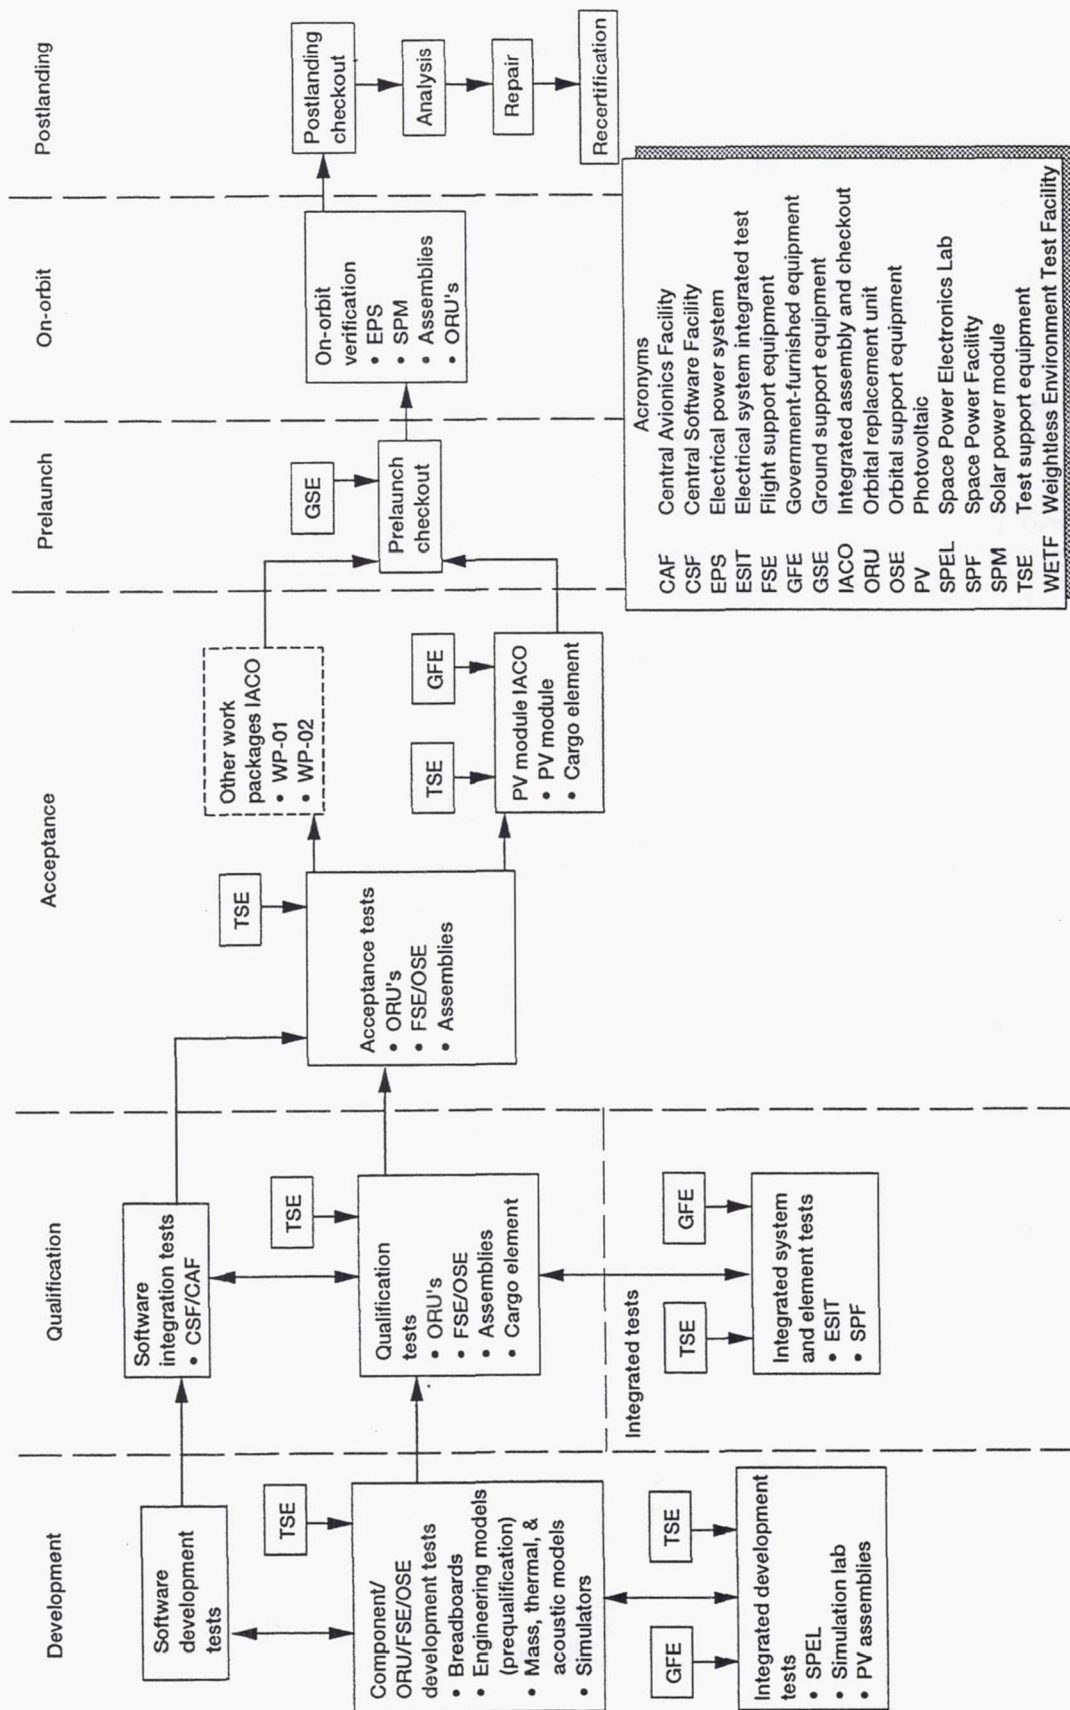 Development
Qualification
Acceptance
Prelaunch
On-orbit
Postlanding
Software
development
tests
TSE
Component/
ORU/FSE/OSE
development tests
• Breadboards
• Engineering models
(prequalification)
• Mass, thermal, &
acoustic models
• Simulators
GFE
TSE
Integrated development
tests
• SPEL
• Simulation lab
• PV assemblies
Software
integration tests
• CSF/CAF
TSE
Qualification
tests
• ORU's
• FSE/OSE
• Assemblies
• Cargo element
Integrated tests
TSE
GFE
Integrated system
and element tests
• ESIT
• SPF
TSE
Acceptance tests
• ORU's
• FSE/OSE
• Assemblies
Other work
packages IACO
• WP-01
• WP-02
TSE
GFE
PV module IACO
• PV module
• Cargo element
GSE
Prelaunch
checkout
On-orbit
verification
• EPS
• SPM
• Assemblies
• ORU's
Postlanding
checkout
Analysis
Repair
Recertification
Acronyms
CAF Central Avionics Facility
CSF Central Software Facility
EPS Electrical power system
ESIT Electrical system integrated test
FSE Flight support equipment
GFE Government-furnished equipment
GSE Ground support equipment
IACO Integrated assembly and checkout
ORU Orbital replacement unit
OSE Orbital support equipment
PV Photovoltaic
SPEL Space Power Electronics Lab
SPF Space Power Facility
SPM Solar power module
TSE Test support equipment
WETF Weightless Environment Test Facility